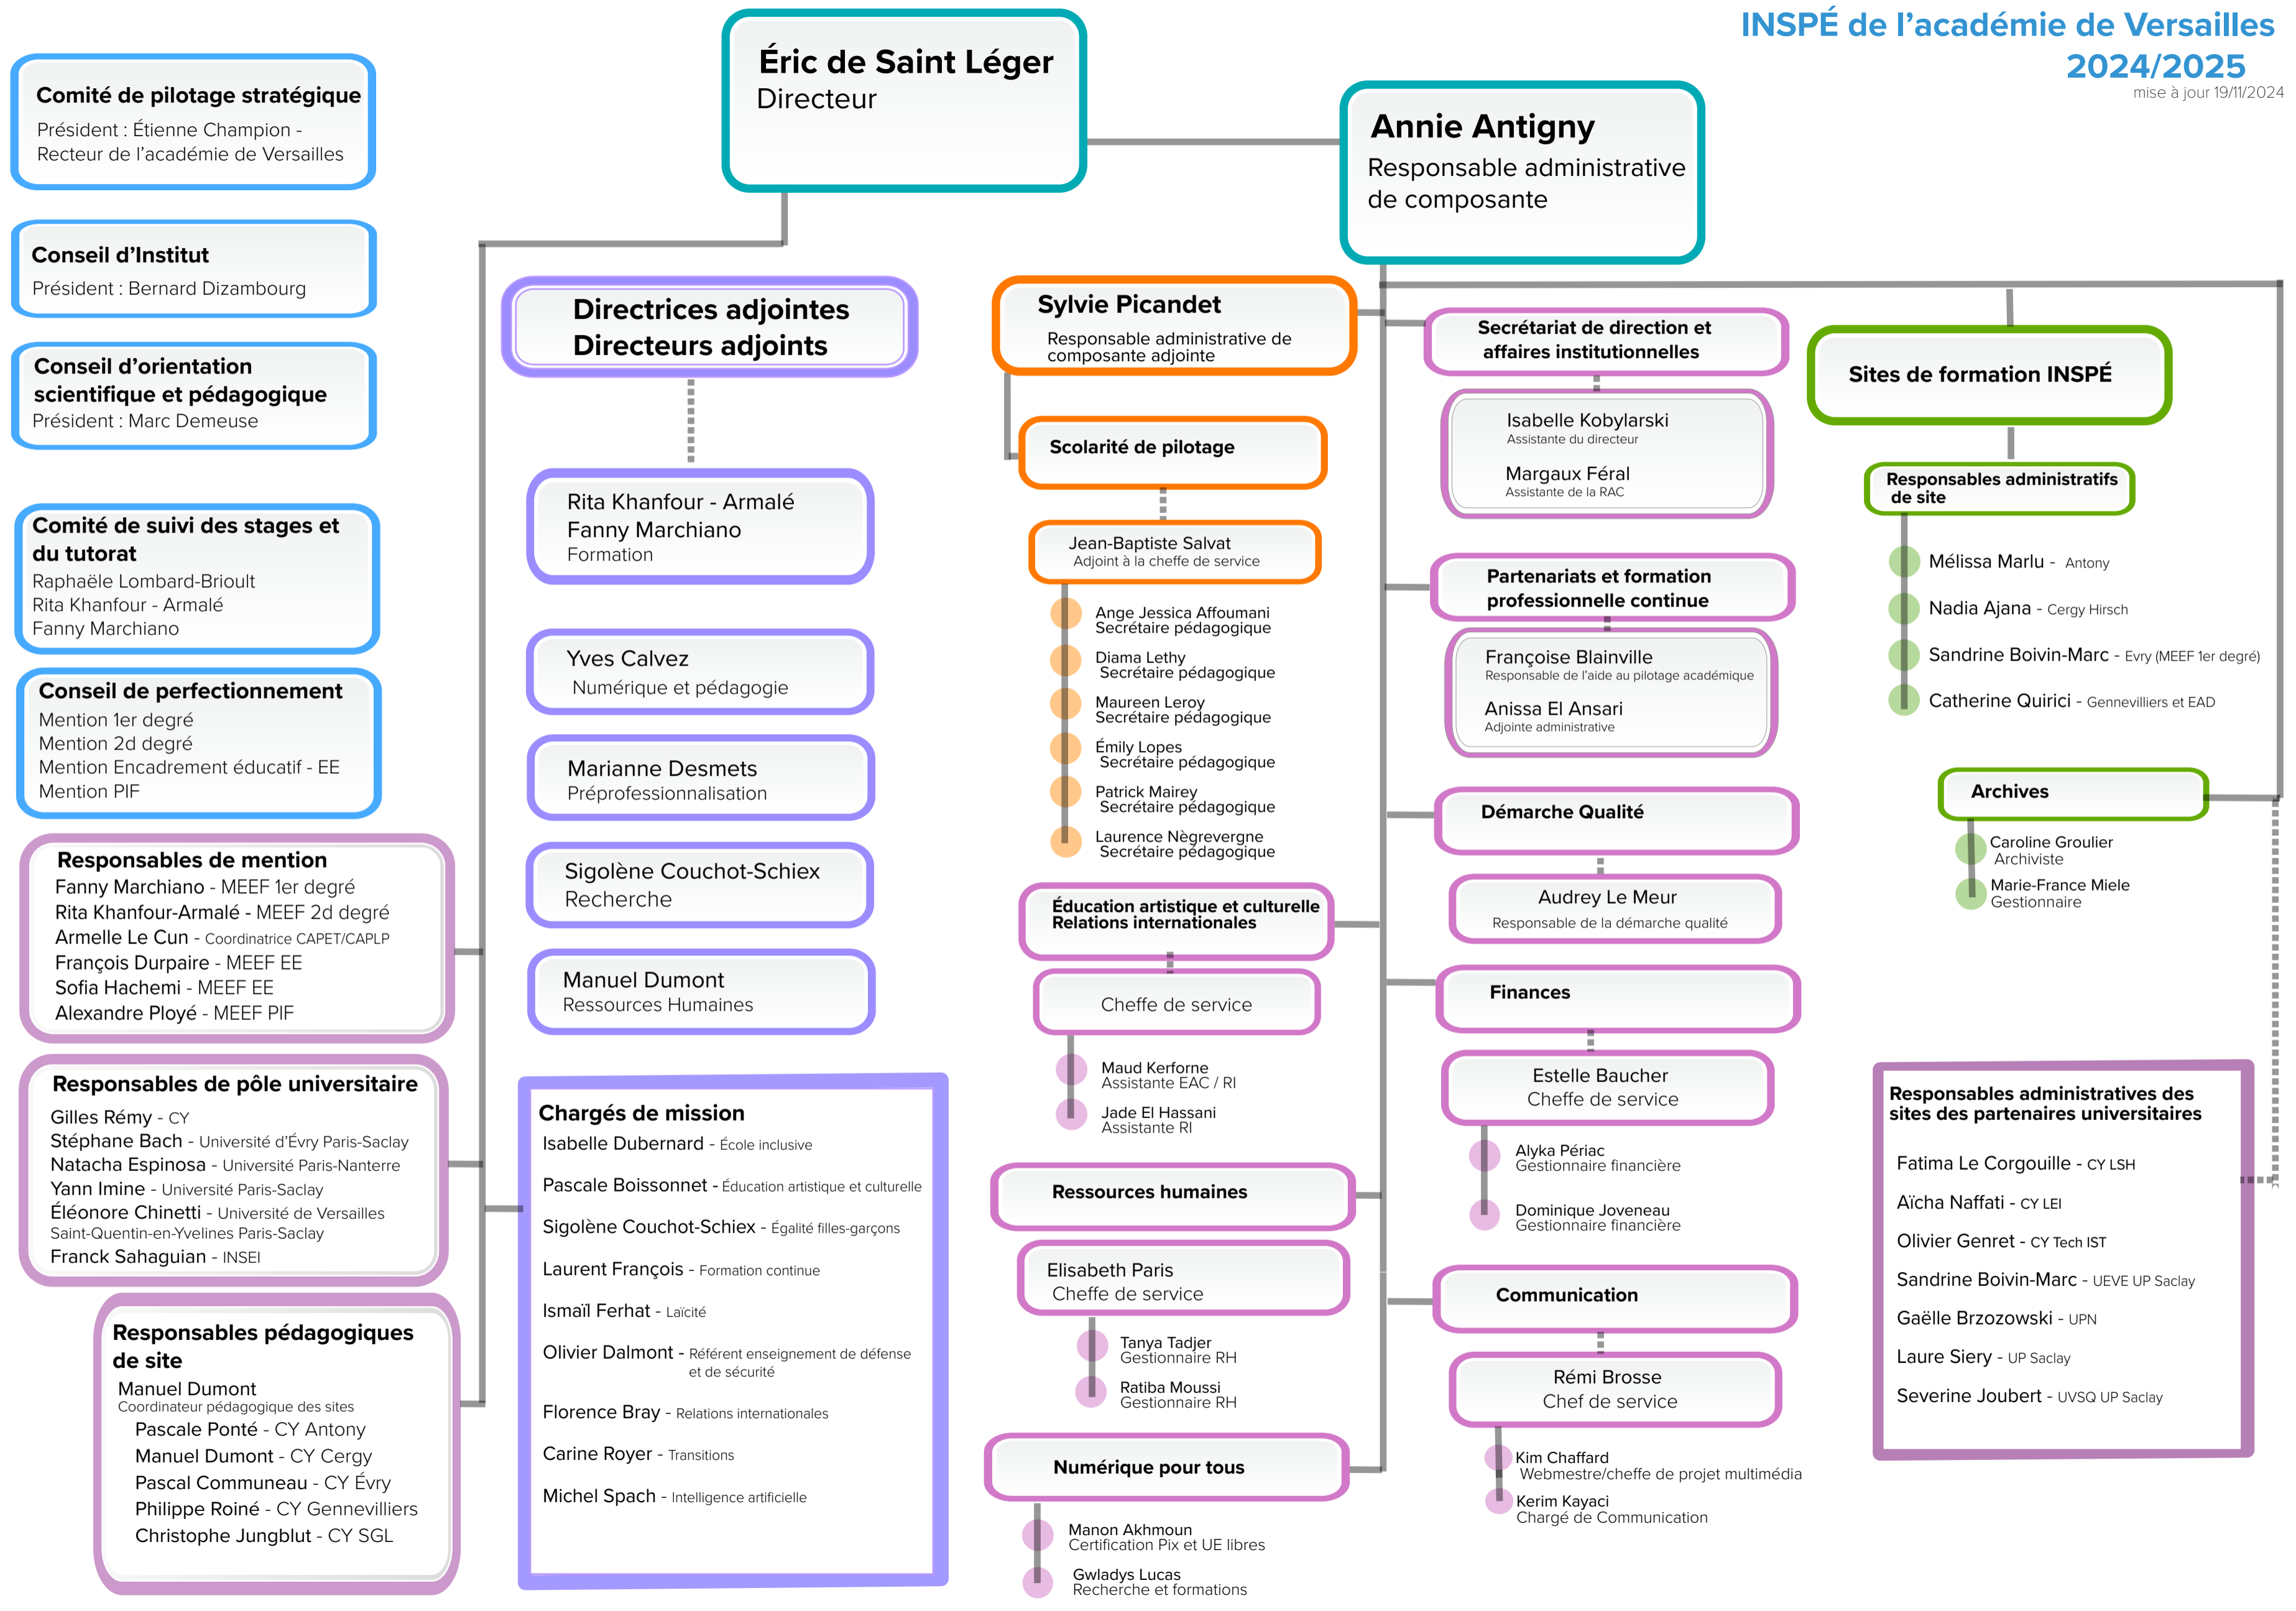 INSPÉ de l’académie de Versailles
2024/2025
mise à jour 19/11/2024
Éric de Saint Léger
Directeur
Annie Antigny
Responsable administrative
de composante
Comité de pilotage stratégique
Président : Étienne Champion -
Recteur de l’académie de Versailles
Conseil d’Institut
Président : Bernard Dizambourg
Conseil d’orientation
scientifique et pédagogique
Président : Marc Demeuse
Comité de suivi des stages et
du tutorat
Raphaële Lombard-Brioult
Rita Khanfour - Armalé
Fanny Marchiano
Conseil de perfectionnement
Mention 1er degré
Mention 2d degré
Mention Encadrement éducatif - EE
Mention PIF
Responsables de mention
Fanny Marchiano - MEEF 1er degré
Rita Khanfour-Armalé - MEEF 2d degré
Armelle Le Cun - Coordinatrice CAPET/CAPLP
François Durpaire - MEEF EE
Sofia Hachemi - MEEF EE
Alexandre Ployé - MEEF PIF
Responsables de pôle universitaire
Gilles Rémy - CY
Stéphane Bach - Université d’Évry Paris-Saclay
Natacha Espinosa - Université Paris-Nanterre
Yann Imine - Université Paris-Saclay
Éléonore Chinetti - Université de Versailles
Saint-Quentin-en-Yvelines Paris-Saclay
Franck Sahaguian - INSEI
Responsables pédagogiques
de site
Manuel Dumont
Coordinateur pédagogique des sites
Pascale Ponté - CY Antony
Manuel Dumont - CY Cergy
Pascal Communeau - CY Évry
Philippe Roiné - CY Gennevilliers
Christophe Jungblut - CY SGL
Directrices adjointes
Directeurs adjoints
Rita Khanfour - Armalé
Fanny Marchiano
Formation
Yves Calvez
Numérique et pédagogie
Marianne Desmets
Préprofessionnalisation
Sigolène Couchot-Schiex
Recherche
Manuel Dumont
Ressources Humaines
Chargés de mission
Isabelle Dubernard - École inclusive
Pascale Boissonnet - Éducation artistique et culturelle
Sigolène Couchot-Schiex - Égalité filles-garçons
Laurent François - Formation continue
Ismaïl Ferhat - Laïcité
Olivier Dalmont - Référent enseignement de défense
et de sécurité
Florence Bray - Relations internationales
Carine Royer - Transitions
Michel Spach - Intelligence artificielle
Sylvie Picandet
Responsable administrative de
composante adjointe
Scolarité de pilotage
Jean-Baptiste Salvat
Adjoint à la cheffe de service
Ange Jessica Affoumani
Secrétaire pédagogique
Diama Lethy
Secrétaire pédagogique
Maureen Leroy
Secrétaire pédagogique
Émily Lopes
Secrétaire pédagogique
Patrick Mairey
Secrétaire pédagogique
Laurence Nègrevergne
Secrétaire pédagogique
Éducation artistique et culturelle
Relations internationales
Cheffe de service
Maud Kerforne
Assistante EAC / RI
Jade El Hassani
Assistante RI
Ressources humaines
Elisabeth Paris
Cheffe de service
Tanya Tadjer
Gestionnaire RH
Ratiba Moussi
Gestionnaire RH
Numérique pour tous
Manon Akhmoun
Certification Pix et UE libres
Gwladys Lucas
Recherche et formations
Secrétariat de direction et
affaires institutionnelles
Isabelle Kobylarski
Assistante du directeur
Margaux Féral
Assistante de la RAC
Partenariats et formation
professionnelle continue
Françoise Blainville
Responsable de l’aide au pilotage académique
Anissa El Ansari
Adjointe administrative
Démarche Qualité
Audrey Le Meur
Responsable de la démarche qualité
Finances
Estelle Baucher
Cheffe de service
Alyka Périac
Gestionnaire financière
Dominique Joveneau
Gestionnaire financière
Communication
Rémi Brosse
Chef de service
Kim Chaffard
Webmestre/cheffe de projet multimédia
Kerim Kayaci
Chargé de Communication
Sites de formation INSPÉ
Responsables administratifs
de site
Mélissa Marlu - Antony
Nadia Ajana - Cergy Hirsch
Sandrine Boivin-Marc - Evry (MEEF 1er degré)
Catherine Quirici - Gennevilliers et EAD
Archives
Caroline Groulier
Archiviste
Marie-France Miele
Gestionnaire
Responsables administratives des
sites des partenaires universitaires
Fatima Le Corgouille - CY LSH
Aïcha Naffati - CY LEI
Olivier Genret - CY Tech IST
Sandrine Boivin-Marc - UEVE UP Saclay
Gaëlle Brzozowski - UPN
Laure Siery - UP Saclay
Severine Joubert - UVSQ UP Saclay